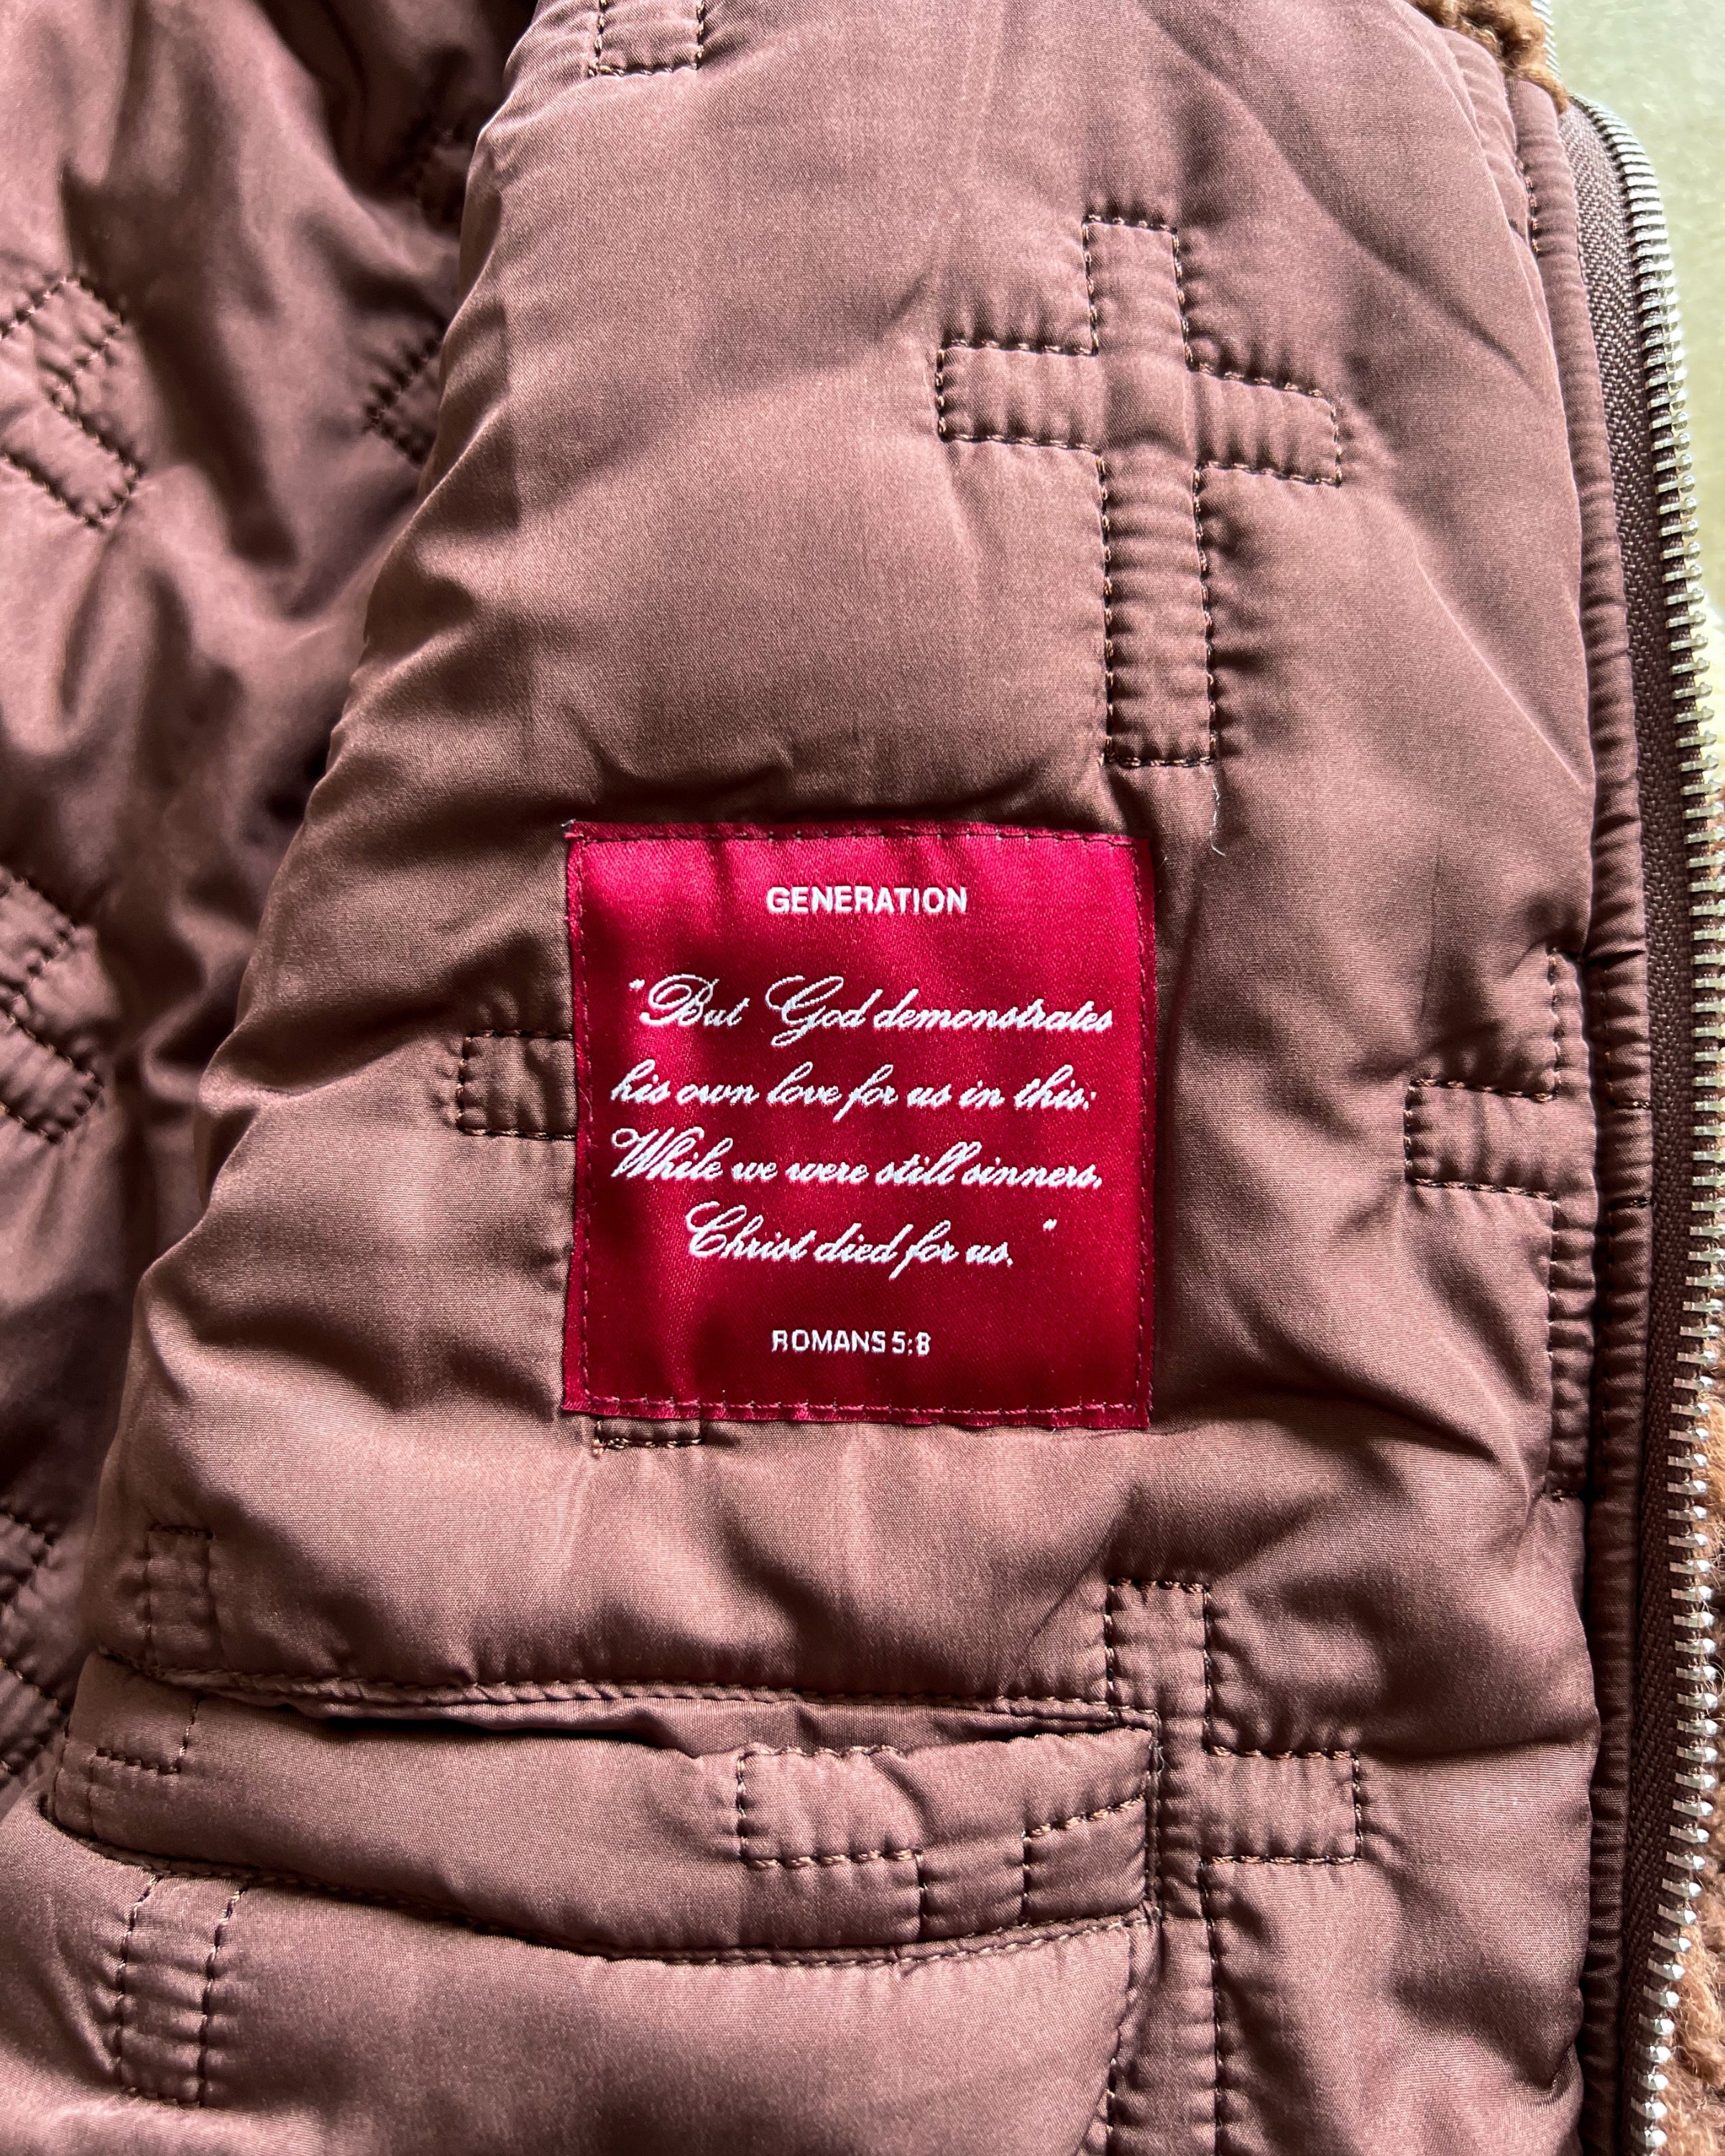 GENERATION
"But God demonstrates
his own love for us in this:
While we were still sinners,
Christ died for us. "
ROMANS 5:8